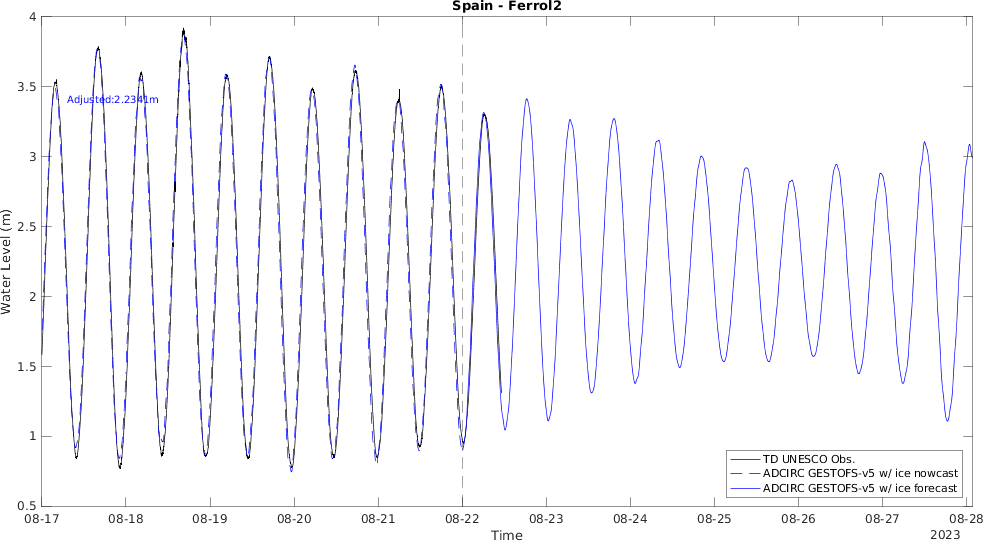 Spain - Ferrol2
4
3.5
3
2.5
2
1.5
1
0.5
Water Level (m)
Adjusted:2.2341m
TD UNESCO Obs.
ADCIRC GESTOFS-v5 w/ ice nowcast
ADCIRC GESTOFS-v5 w/ ice forecast
08-17 08-18 08-19 08-20 08-21 08-22 08-23 08-24 08-25 08-26 08-27 08-28
Time
2023